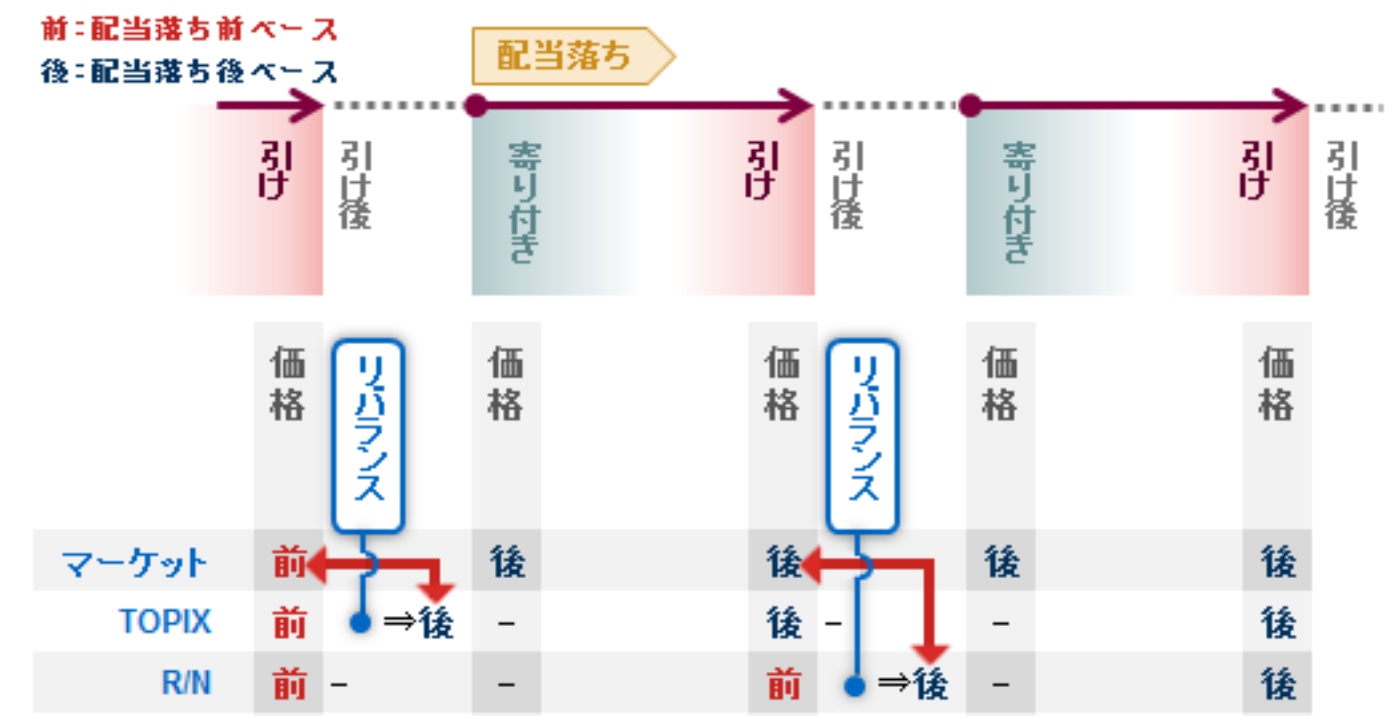 前：配当落ち前ベース
後：配当落ち後ベース
配当落ち
引け
引け後
寄り付き
引け
引け後
寄り付き
引け
引け後
価格
リバランス
価格
価格
リバランス
価格
価格
マーケット 前 後 後 後 後
TOPIX 前 ⇒後 － 後 － － 後
R/N 前 － － 前 ⇒後 － 後